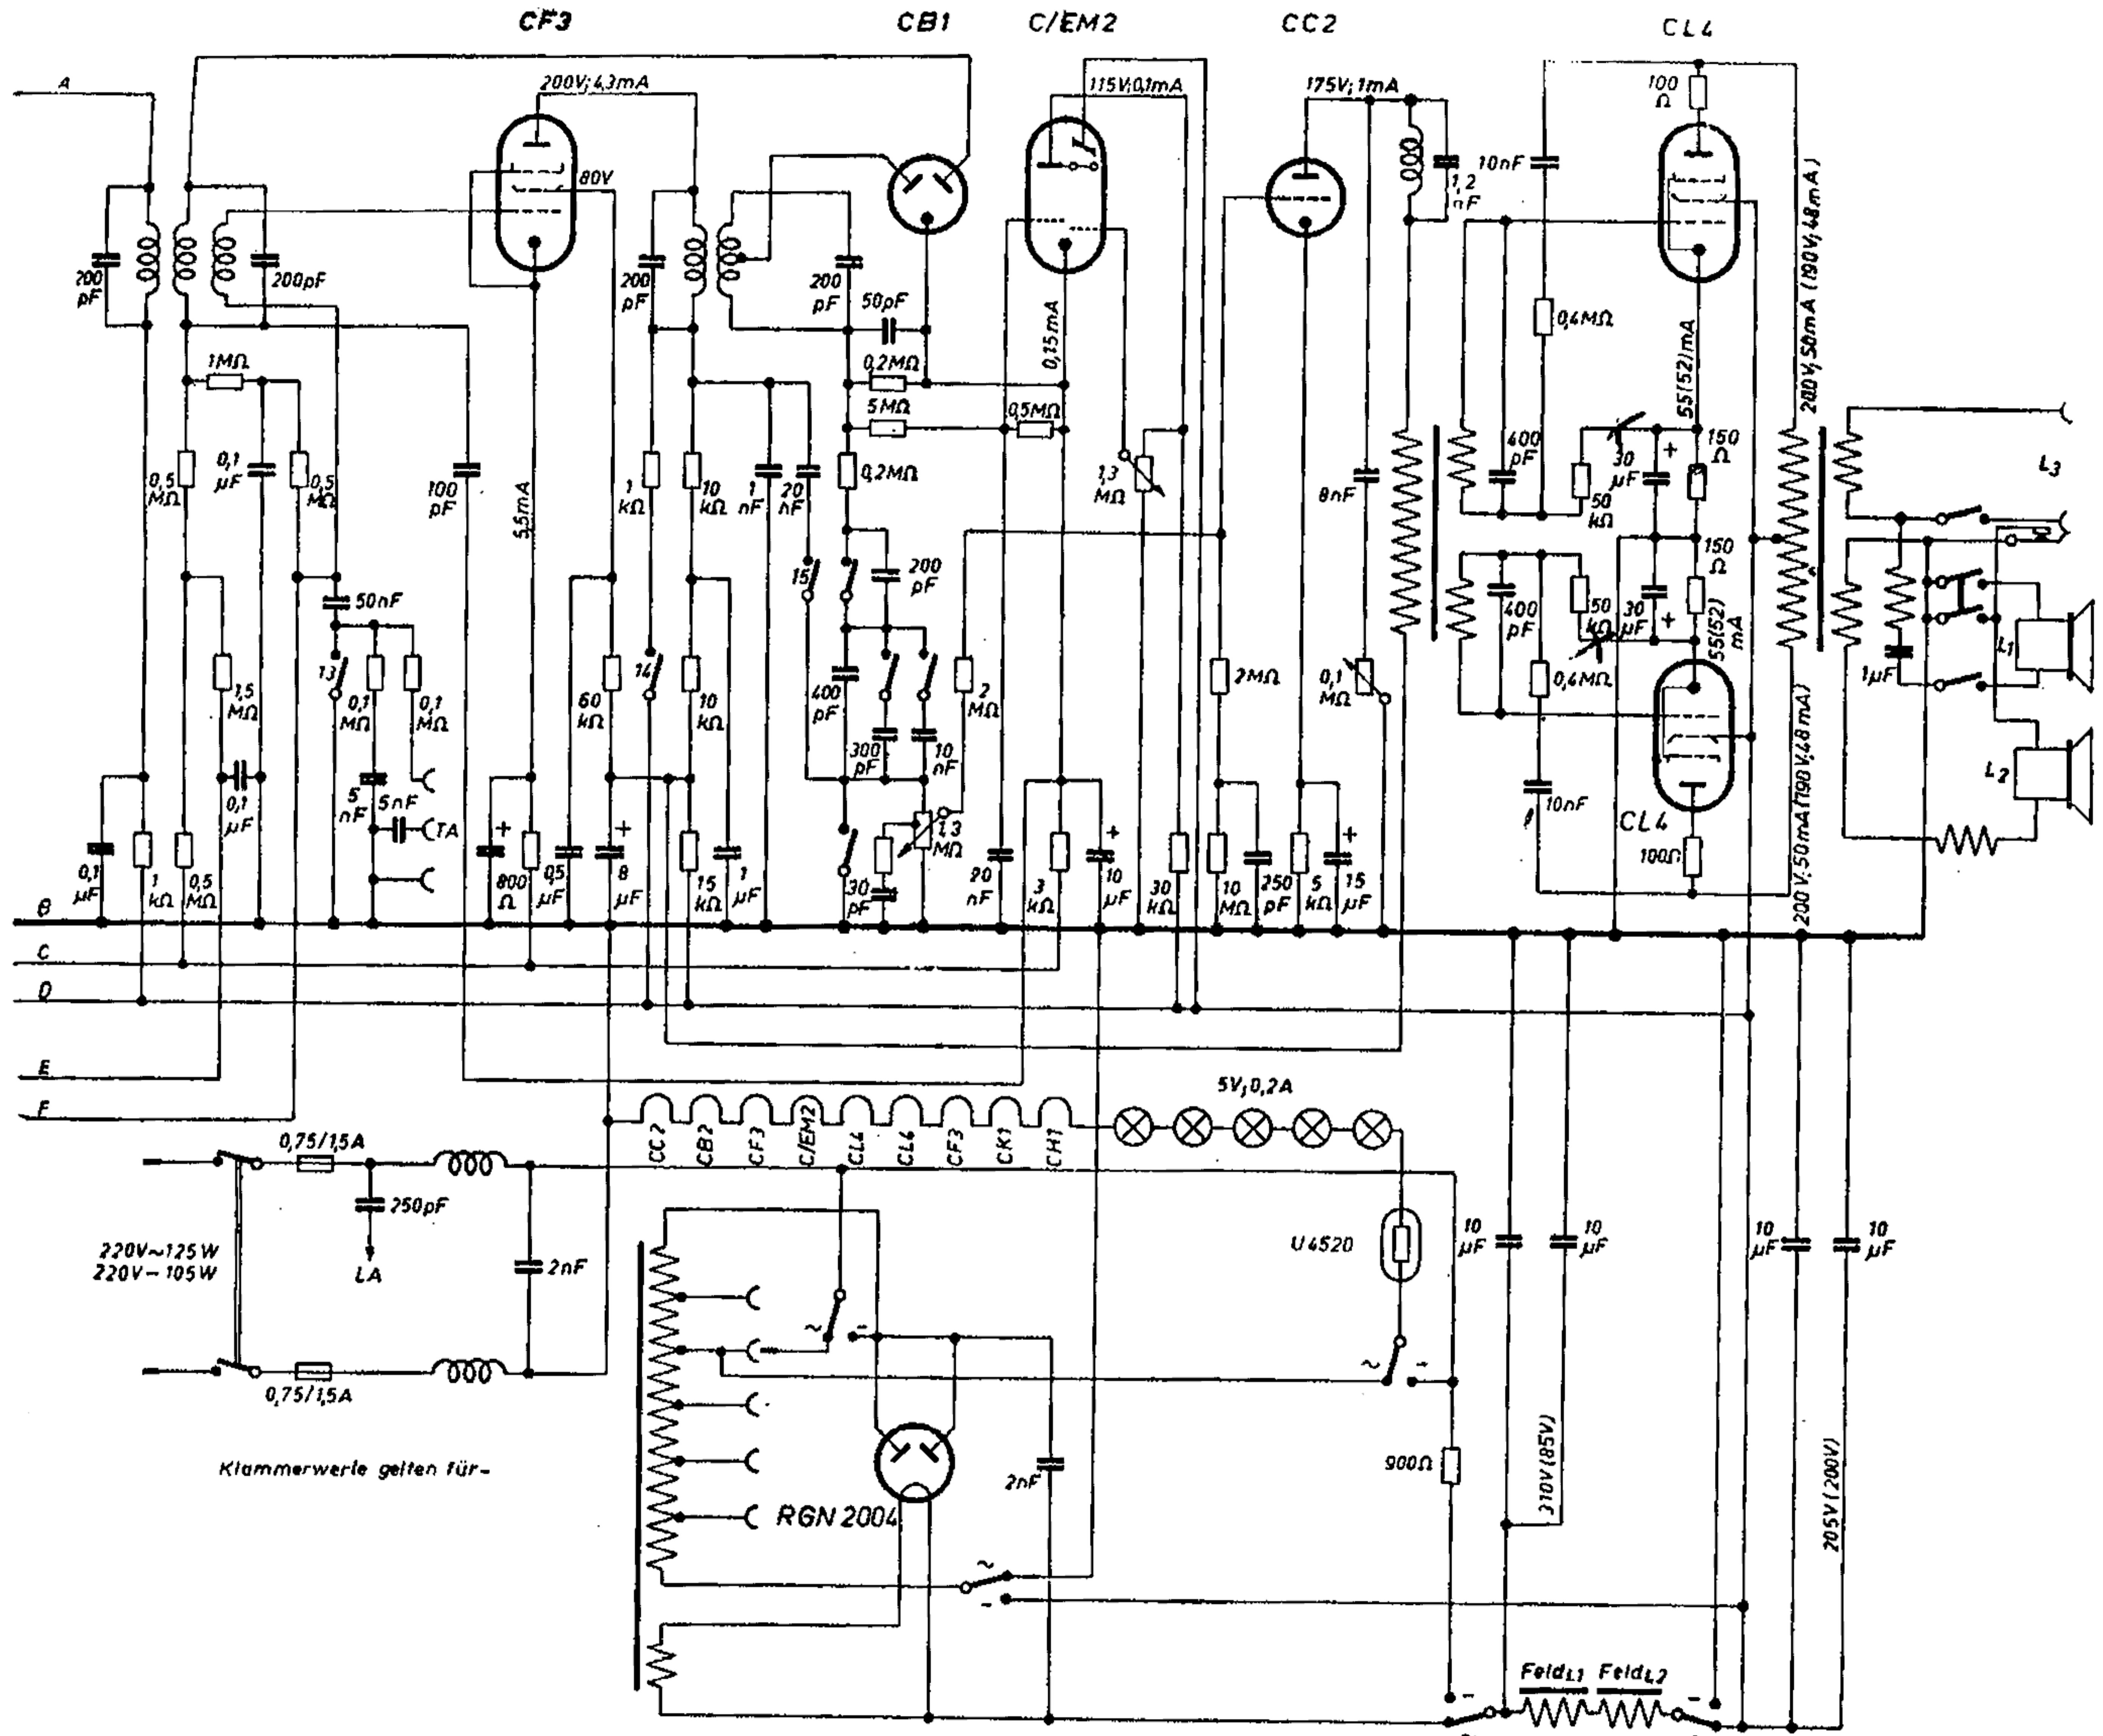 CF3 CB1 C/EM2 CC2 CL4
A
200V; 4,3mA
80V
115V; 0,1mA
175V; 1mA
100 Ω
10nF
1,2 nF
200 pF
200pF
200 pF
200 pF
50pF
0,15mA
0,4MΩ
55(52)mA
200V, 50mA (190V, 48mA)
1MΩ
0,2MΩ
5MΩ
0,5MΩ
0,5 MΩ
0,1 µF
0,5 MΩ
100 pF
5,5mA
1 kΩ
10 kΩ
1 nF
20 nF
0,2MΩ
1,3 MΩ
8nF
400 pF
50 kΩ
30 µF
+
150 Ω
L3
50nF
15
200 pF
150 Ω
400 pF
50 kΩ
30 µF
+
55(52) mA
13
0,1 MΩ
0,1 MΩ
1,5 MΩ
60 kΩ
14
10 kΩ
400 pF
300 pF
10 nF
2 MΩ
2MΩ
0,1 MΩ
0,4MΩ
L1
1µF
L2
0,1 µF
5 nF
5nF
TA
10nF
CL4
100Ω
200V, 50mA (190V, 48mA)
0,1 µF
1 kΩ
0,5 MΩ
+
800 Ω
0,5 µF
+
8 µF
15 kΩ
1 µF
30 pF
1,3 MΩ
20 nF
3 kΩ
+
10 µF
30 kΩ
10 MΩ
250 pF
5 kΩ
+
15 µF
B
C
D
E
F
5V; 0,2A
CC2 CB2 CF3 C/EM2 CL4 CL4 CF3 CK1 CH1
0,75/1,5A
250pF
LA
220V~125W
220V–105W
2nF
0,75/1,5A
U4520
10 µF
10 µF
10 µF
10 µF
~ –
~ –
900Ω
310V (85V)
205V (200V)
Klammerwerte gelten für–
RGN 2004
2nF
~
–
Feld L1 Feld L2
– –